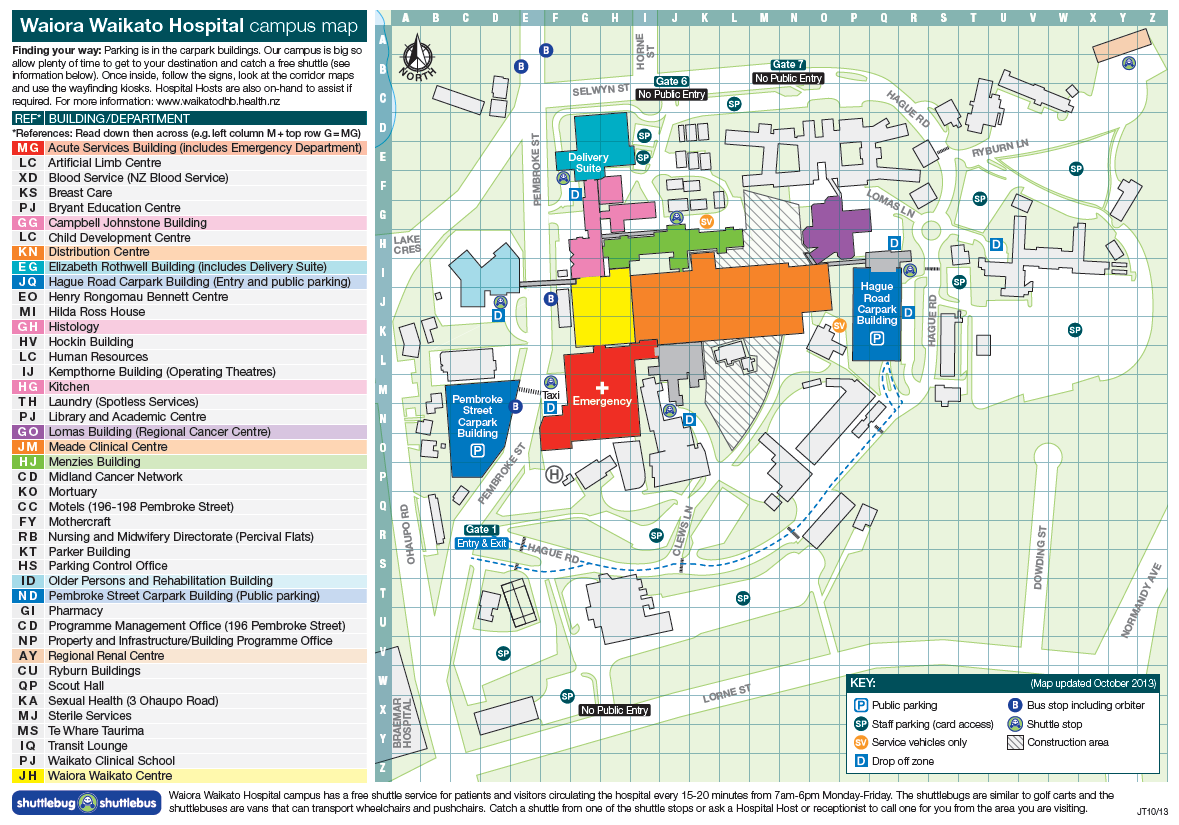 Waiora Waikato Hospital campus map
Finding your way: Parking is in the carpark buildings. Our campus is big so
allow plenty of time to get to your destination and catch a free shuttle (see
information below). Once inside, follow the signs, look at the corridor maps
and use the wayfinding kiosks. Hospital Hosts are also on-hand to assist if
required. For more information: www.waikatodhb.health.nz
REF* BUILDING/DEPARTMENT
*References: Read down then across (e.g. left column M + top row G = MG)
MG Acute Services Building (includes Emergency Department)
LC Artificial Limb Centre
XD Blood Service (NZ Blood Service)
KS Breast Care
PJ Bryant Education Centre
GG Campbell Johnstone Building
LC Child Development Centre
KN Distribution Centre
EG Elizabeth Rothwell Building (includes Delivery Suite)
JQ Hague Road Carpark Building (Entry and public parking)
EO Henry Rongomau Bennett Centre
MI Hilda Ross House
GH Histology
HV Hockin Building
LC Human Resources
IJ Kempthorne Building (Operating Theatres)
HG Kitchen
TH Laundry (Spotless Services)
PJ Library and Academic Centre
GO Lomas Building (Regional Cancer Centre)
JM Meade Clinical Centre
HJ Menzies Building
CD Midland Cancer Network
KO Mortuary
CC Motels (196-198 Pembroke Street)
FY Mothercraft
RB Nursing and Midwifery Directorate (Percival Flats)
KT Parker Building
HS Parking Control Office
ID Older Persons and Rehabilitation Building
ND Pembroke Street Carpark Building (Public parking)
GI Pharmacy
CD Programme Management Office (196 Pembroke Street)
NP Property and Infrastructure/Building Programme Office
AY Regional Renal Centre
CU Ryburn Buildings
QP Scout Hall
KA Sexual Health (3 Ohaupo Road)
MJ Sterile Services
MS Te Whare Taurima
IQ Transit Lounge
PJ Waikato Clinical School
JH Waiora Waikato Centre
A B C D E F G H I J K L M N O P Q R S T U V W X Y Z
A
B
C
D
E
F
G
H
I
J
K
L
M
N
O
P
Q
R
S
T
U
V
W
X
Y
Z
NORTH
B
B
HORNE ST
SELWYN ST
Gate 6
No Public Entry
Gate 7
No Public Entry
SP
HAGUE RD
RYBURN LN
PEMBROKE ST
Delivery
Suite
SP
SP
D
SP
SP
LOMAS LN
SV
LAKE
CRES
D
D
SP
B
D
Hague
Road
Carpark
Building
P
D
HAGUE RD
SV
SP
Emergency
Taxi
D
B
Pembroke
Street
Carpark
Building
P
D
H
PEMBROKE ST
OHAUPO RD
Gate 1
Entry & Exit
HAGUE RD
SP
CLEWS LN
DOWDING ST
NORMANDY AVE
SP
SP
SP
No Public Entry
LORNE ST
BRAEMAR
HOSPITAL
KEY: (Map updated October 2013)
P Public parking
SP Staff parking (card access)
SV Service vehicles only
D Drop off zone
B Bus stop including orbiter
Shuttle stop
Construction area
shuttlebug shuttlebus
Waiora Waikato Hospital campus has a free shuttle service for patients and visitors circulating the hospital every 15-20 minutes from 7am-6pm Monday-Friday. The shuttlebugs are similar to golf carts and the
shuttlebuses are vans that can transport wheelchairs and pushchairs. Catch a shuttle from one of the shuttle stops or ask a Hospital Host or receptionist to call one for you from the area you are visiting.
JT10/13